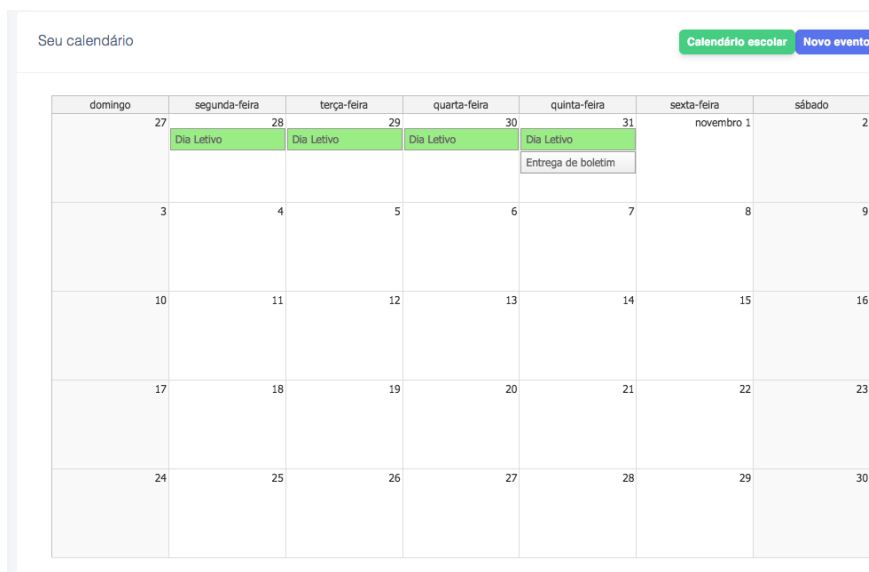 Seu calendário
Calendário escolar Novo evento
domingo segunda-feira terça-feira quarta-feira quinta-feira sexta-feira sábado
27 28 29 30 31 novembro 1 2
Dia Letivo Dia Letivo Dia Letivo Dia Letivo
Entrega de boletim
3 4 5 6 7 8 9
10 11 12 13 14 15 16
17 18 19 20 21 22 23
24 25 26 27 28 29 30